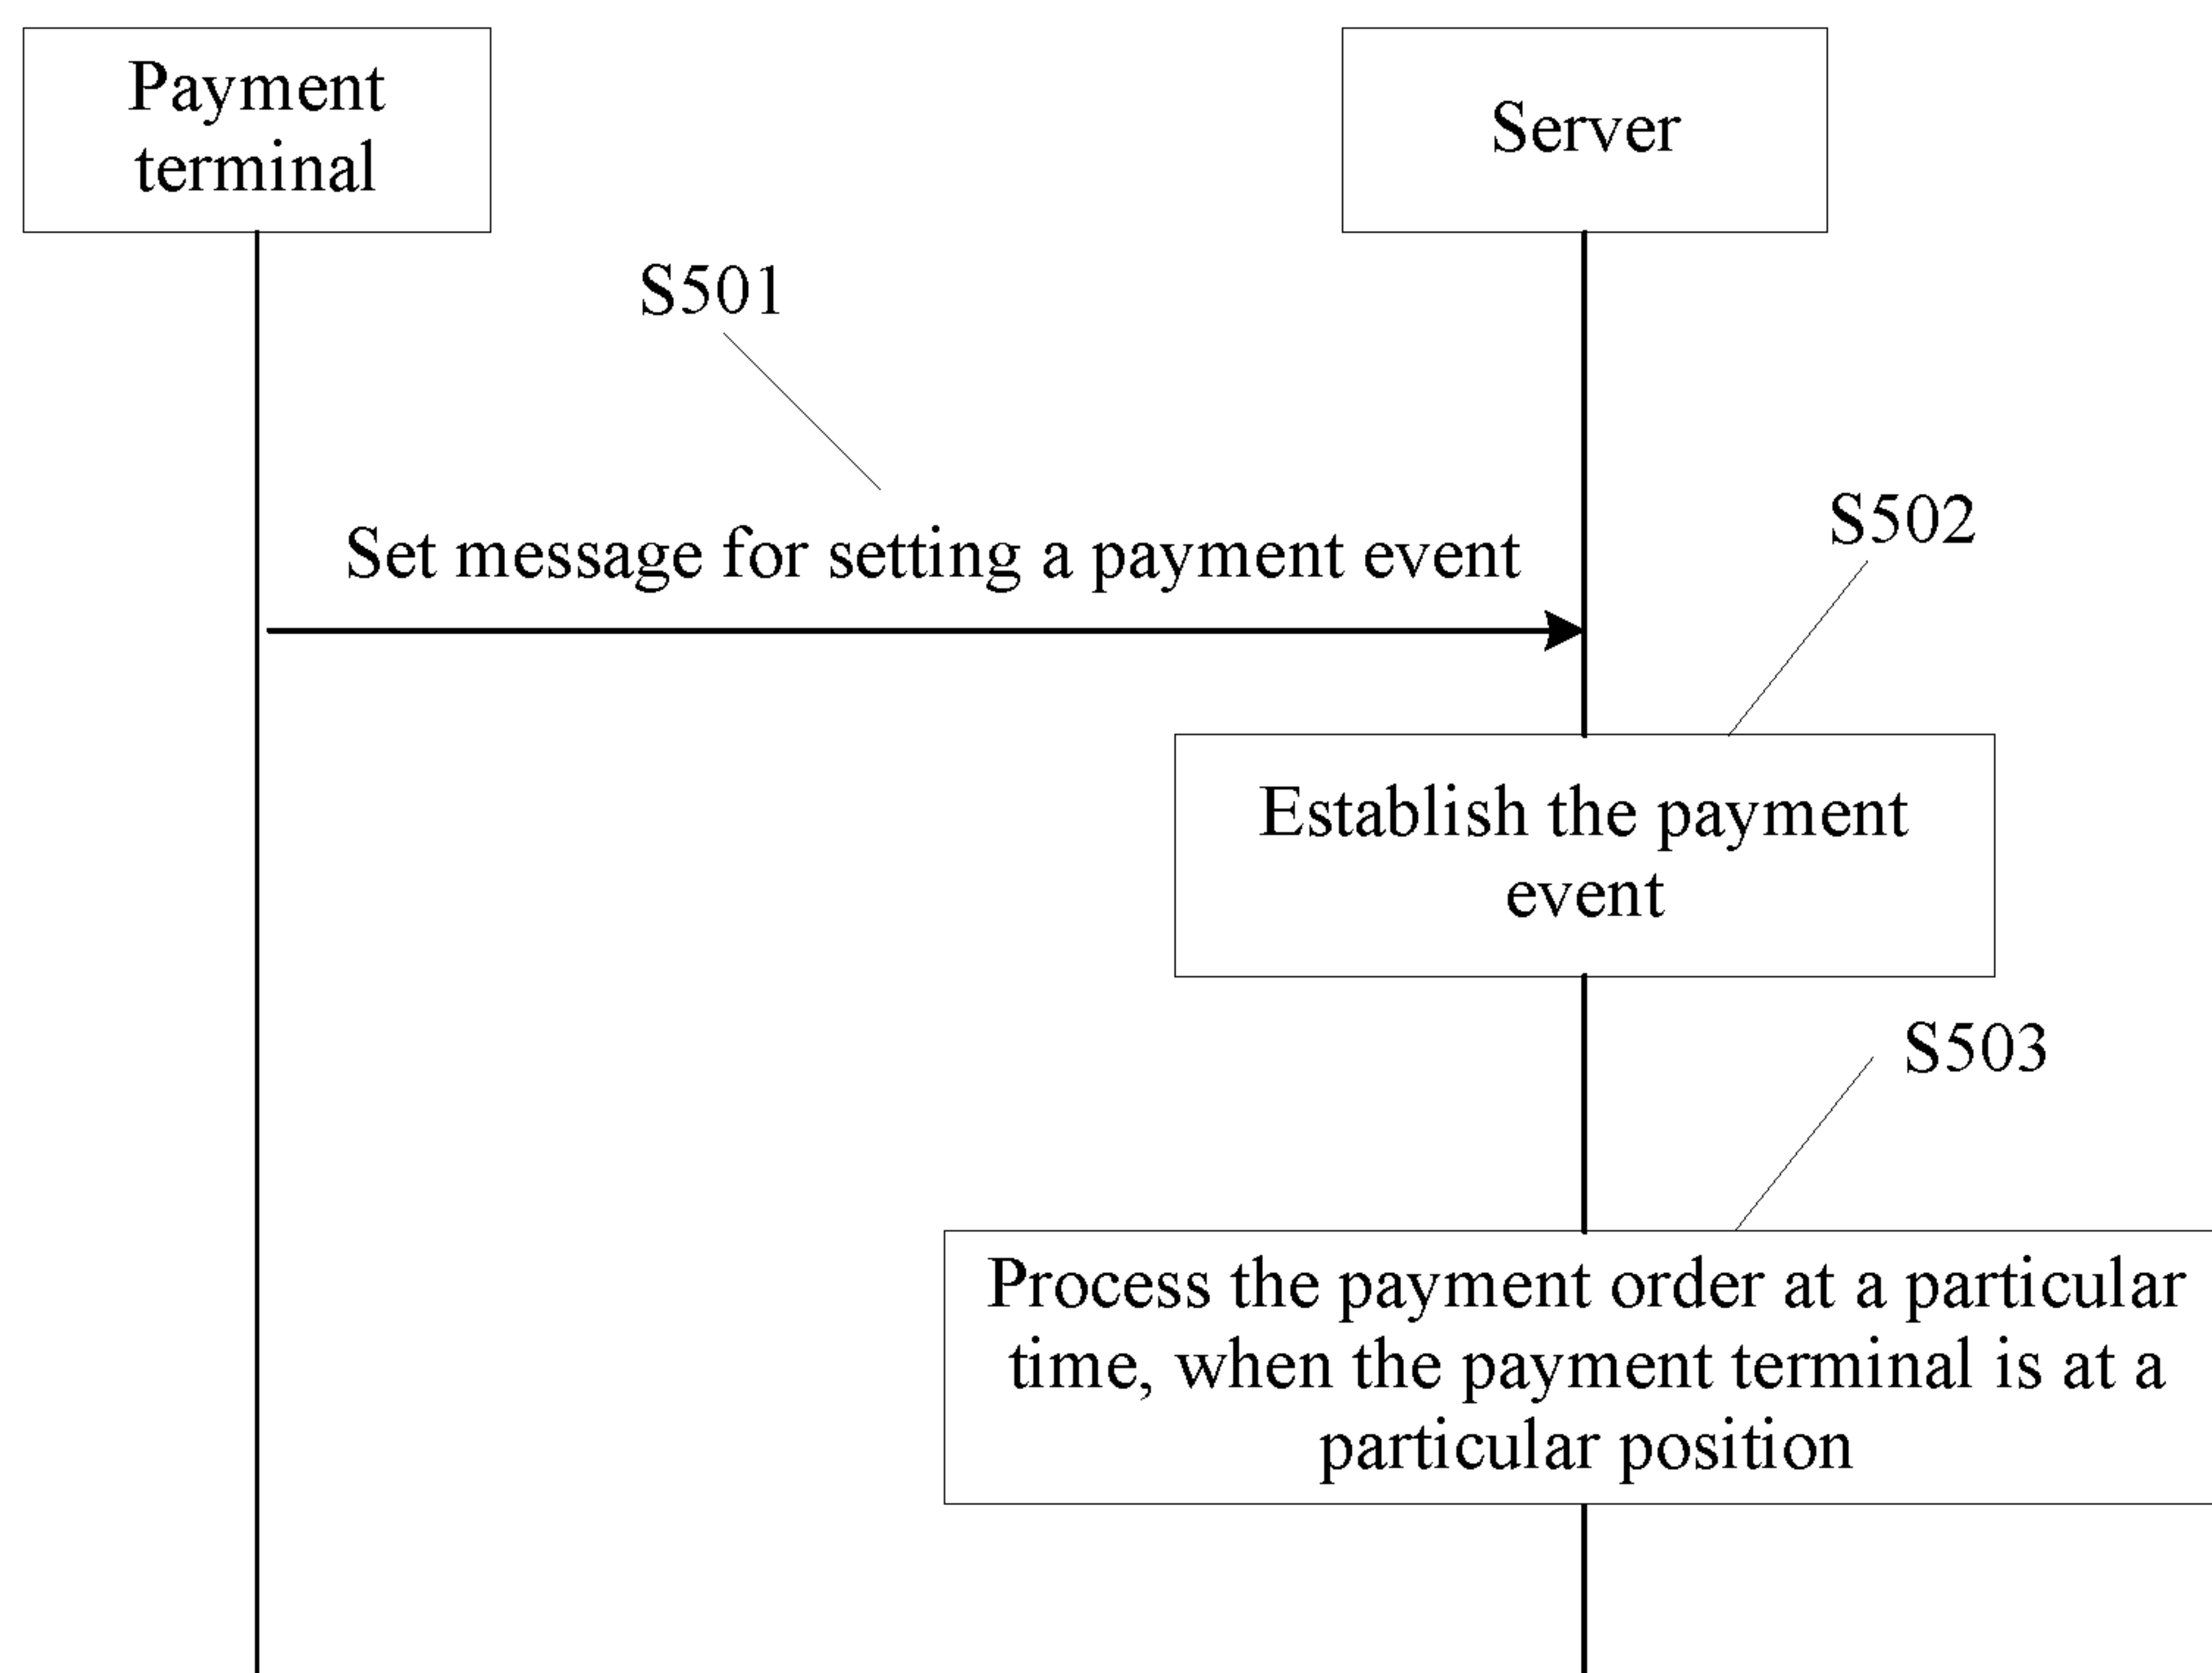 Payment
terminal
Server
S501
Set message for setting a payment event
S502
Establish the payment
event
S503
Process the payment order at a particular
time, when the payment terminal is at a
particular position